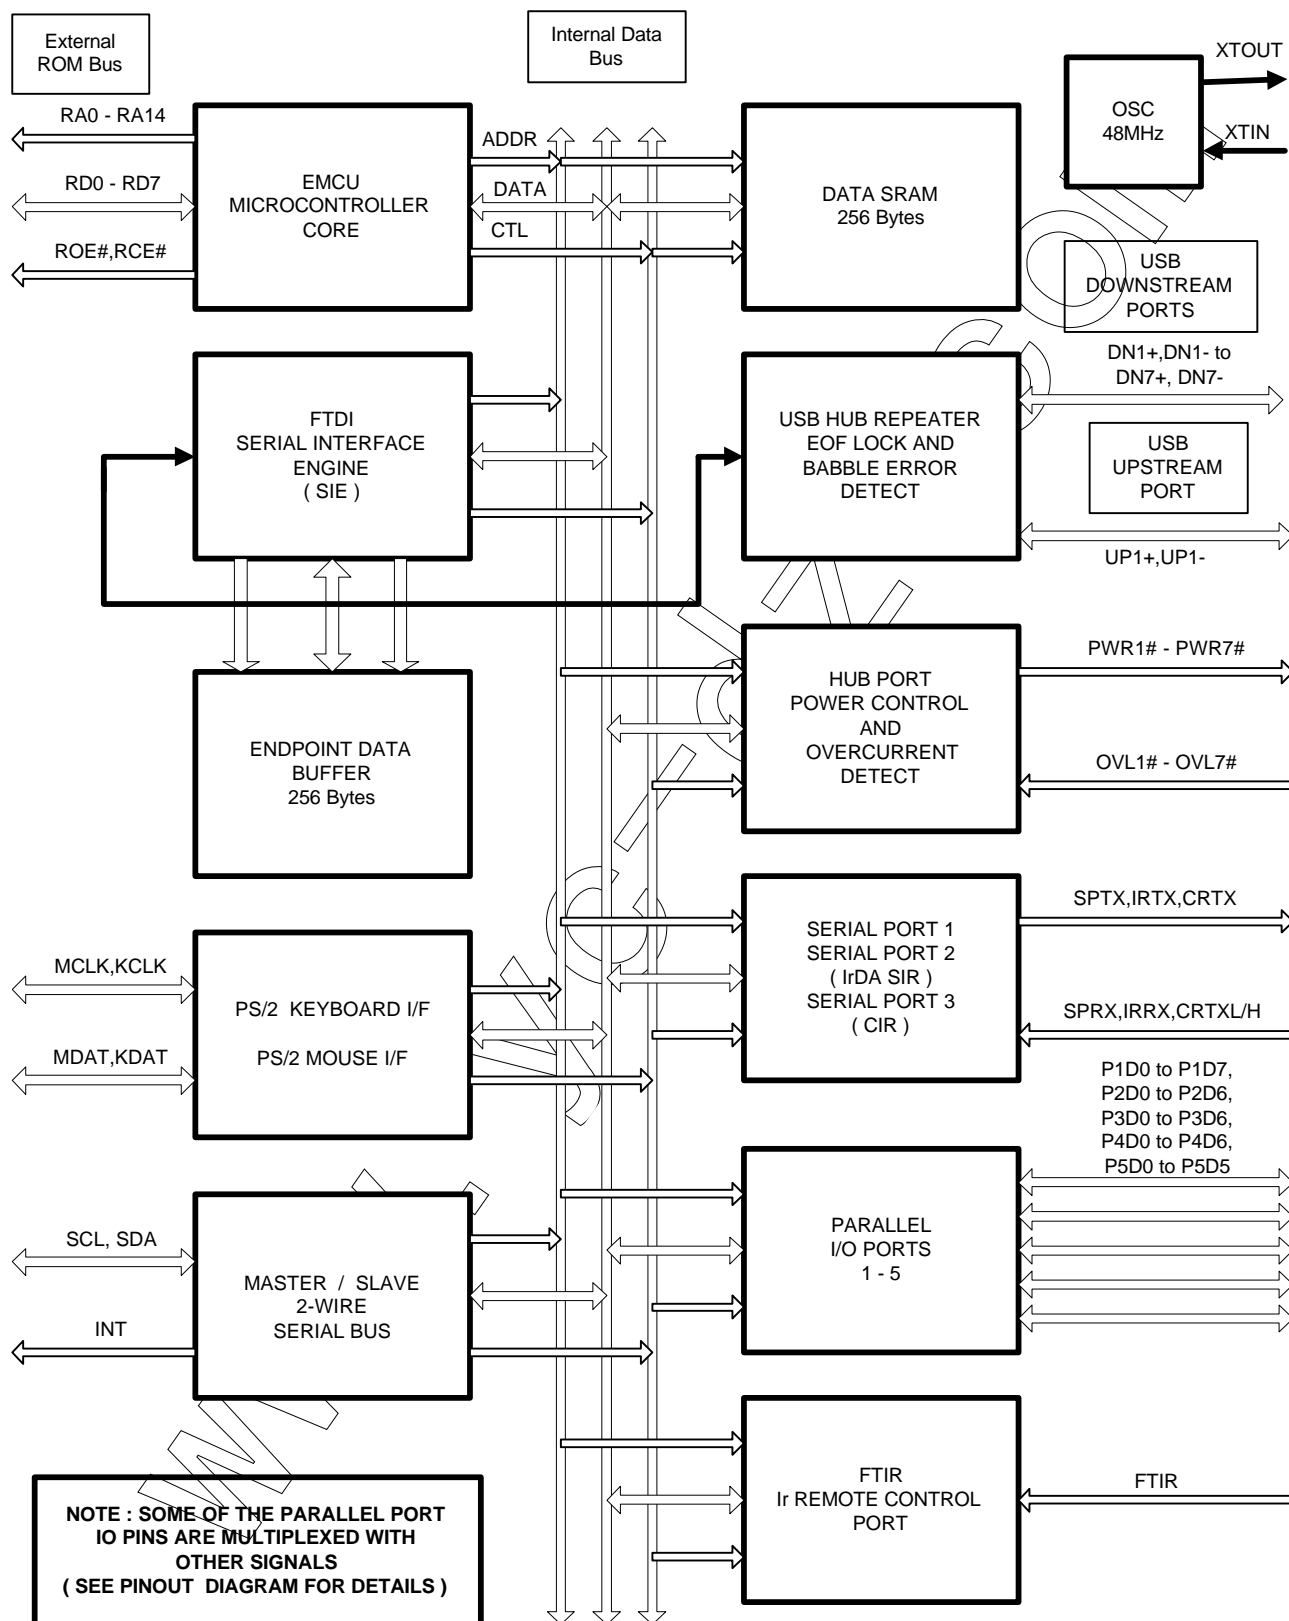 External
ROM Bus
Internal Data
Bus
XTOUT
OSC
48MHz
XTIN
RA0 - RA14
RD0 - RD7
ROE#,RCE#
EMCU
MICROCONTROLLER
CORE
ADDR
DATA
CTL
DATA SRAM
256 Bytes
USB
DOWNSTREAM
PORTS
DN1+,DN1- to
DN7+, DN7-
FTDI
SERIAL INTERFACE
ENGINE
( SIE )
USB HUB REPEATER
EOF LOCK AND
BABBLE ERROR
DETECT
USB
UPSTREAM
PORT
UP1+,UP1-
ENDPOINT DATA
BUFFER
256 Bytes
HUB PORT
POWER CONTROL
AND
OVERCURRENT
DETECT
PWR1# - PWR7#
OVL1# - OVL7#
MCLK,KCLK
MDAT,KDAT
PS/2 KEYBOARD I/F
PS/2 MOUSE I/F
SERIAL PORT 1
SERIAL PORT 2
( IrDA SIR )
SERIAL PORT 3
( CIR )
SPTX,IRTX,CRTX
SPRX,IRRX,CRTXL/H
P1D0 to P1D7,
P2D0 to P2D6,
P3D0 to P3D6,
P4D0 to P4D6,
P5D0 to P5D5
SCL, SDA
INT
MASTER / SLAVE
2-WIRE
SERIAL BUS
PARALLEL
I/O PORTS
1 - 5
FTIR
Ir REMOTE CONTROL
PORT
FTIR
NOTE : SOME OF THE PARALLEL PORT
IO PINS ARE MULTIPLEXED WITH
OTHER SIGNALS
( SEE PINOUT DIAGRAM FOR DETAILS )